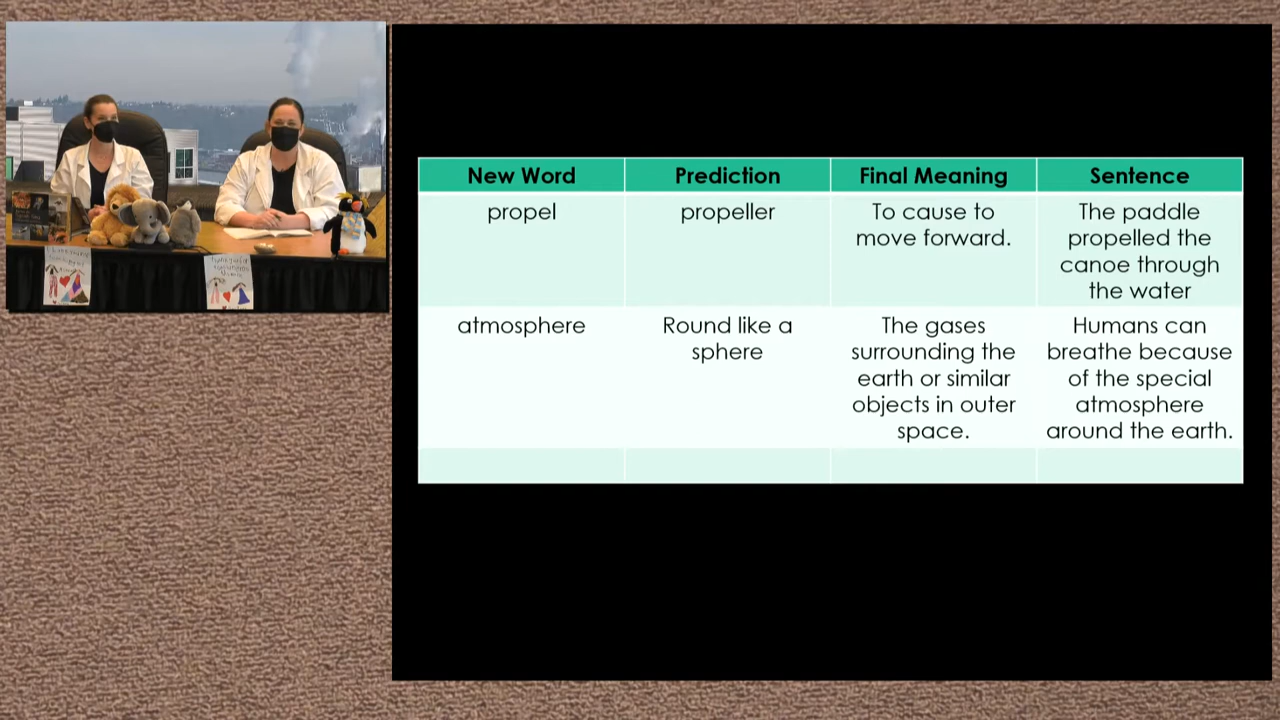 New Word
Prediction
Final Meaning
Sentence
propel
propeller
To cause to
move forward.
The paddle
propelled the
canoe through
the water
atmosphere
Round like a
sphere
The gases
surrounding the
earth or similar
objects in outer
space.
Humans can
breathe because
of the special
atmosphere
around the earth.